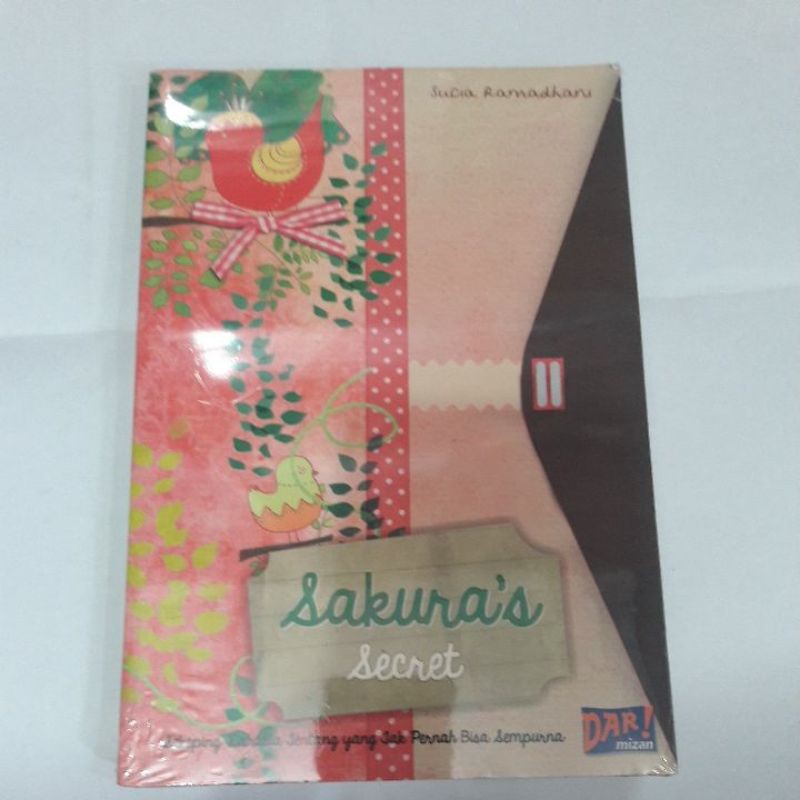 Sucia Ramadhani
Sakura's
Secret
yang Tak Pernah Bisa Sempurna
DAR!
mizan